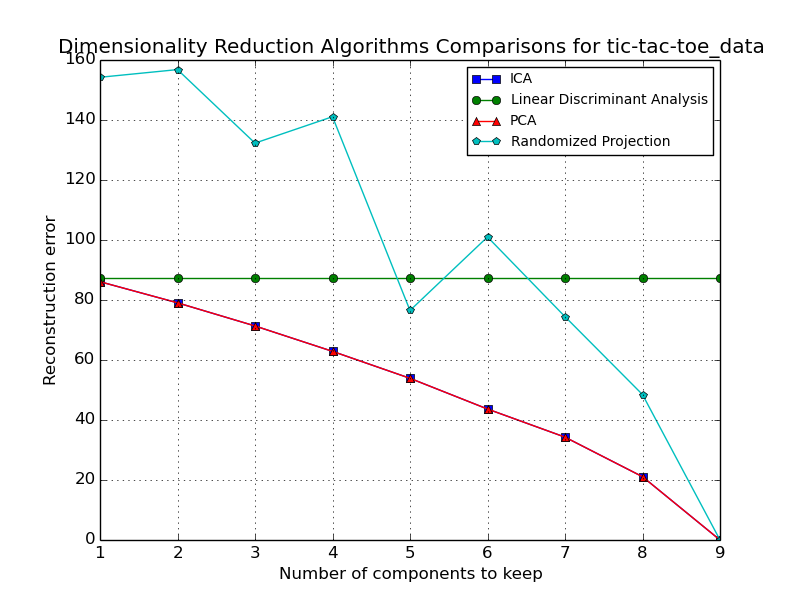 Dimensionality Reduction Algorithms Comparisons for tic-tac-toe_data
160
140
120
100
80
60
40
20
0
Reconstruction error
ICA
Linear Discriminant Analysis
PCA
Randomized Projection
1 2 3 4 5 6 7 8 9
Number of components to keep